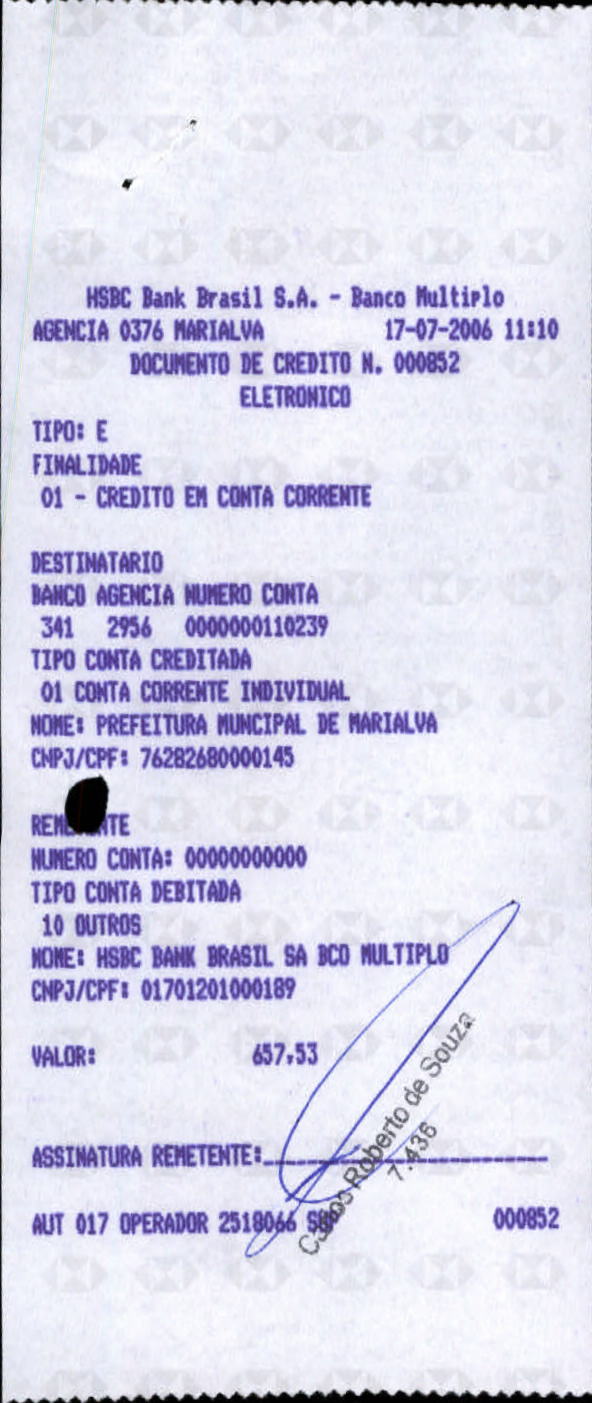 HSBC Bank Brasil S.A. - Banco Multiplo
AGENCIA 0376 MARIALVA 17-07-2006 11:10
DOCUMENTO DE CREDITO N. 000852
ELETRONICO
TIPO: E
FINALIDADE
01 - CREDITO EM CONTA CORRENTE
DESTINATARIO
BANCO AGENCIA NUMERO CONTA
341 2956 0000000110239
TIPO CONTA CREDITADA
01 CONTA CORRENTE INDIVIDUAL
NOME: PREFEITURA MUNCIPAL DE MARIALVA
CNPJ/CPF: 76282680000145
NUMERO CONTA: 00000000000
TIPO CONTA DEBITADA
10 OUTROS
NOME: HSBC BANK BRASIL SA BCO MULTIPLO
CNPJ/CPF: 01701201000189
VALOR: 657,53
ASSINATURA REMETENTE:
Roberto de Souza
7.436
AUT 017 OPERADOR 2518066 000852